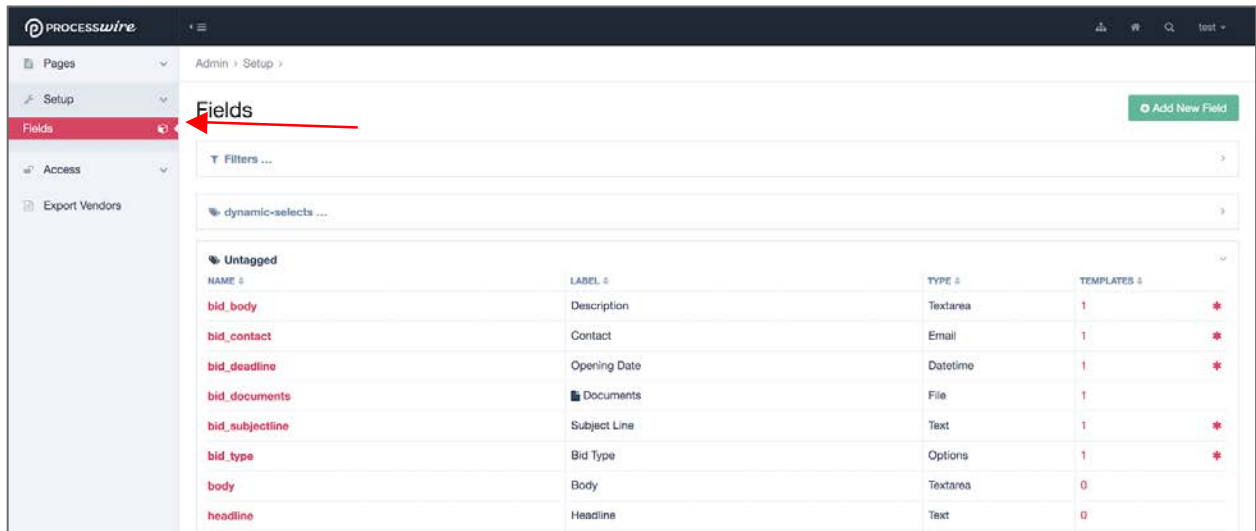 PROCESSwire test
Pages
Admin > Setup >
Setup
Fields
Add New Field
Fields
Filters ...
Access
Export Vendors
dynamic-selects ...
Untagged
NAME LABEL TYPE TEMPLATES
bid_body Description Textarea 1 *
bid_contact Contact Email 1 *
bid_deadline Opening Date Datetime 1 *
bid_documents Documents File 1
bid_subjectline Subject Line Text 1 *
bid_type Bid Type Options 1 *
body Body Textarea 0
headline Headline Text 0